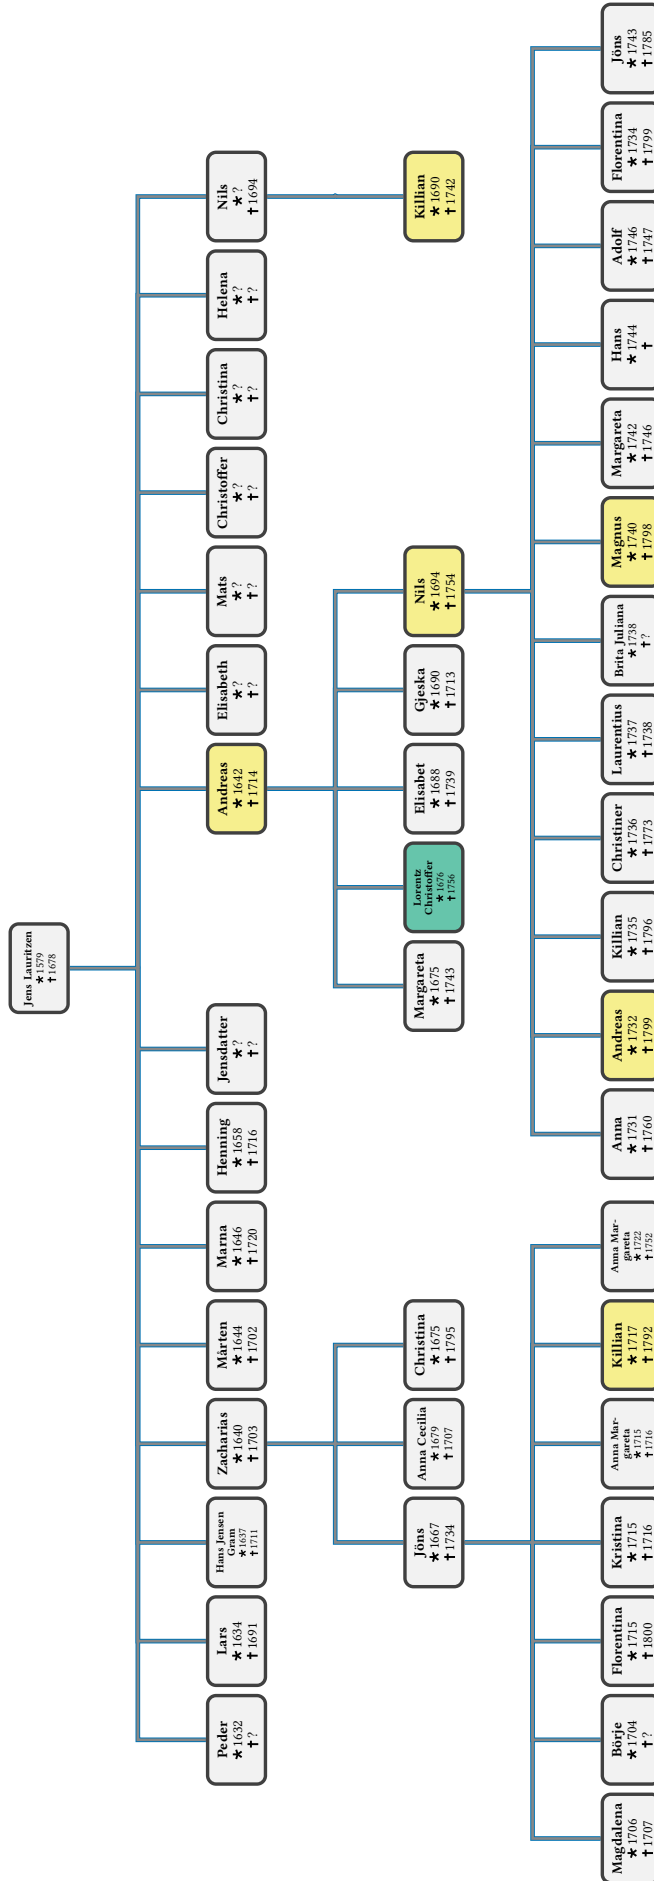 Jens Lauritzen
★1579
✝1678
Peder
★1632
✝?
Lars
★1634
✝1691
Hans Jensen
Gram
★1637
✝1711
Zacharias
★1640
✝1703
Mårten
★1644
✝1702
Marna
★1646
✝1720
Henning
★1658
✝1716
Jensdatter
★?
✝?
Andreas
★1642
✝1714
Elisabeth
★?
✝?
Mats
★?
✝?
Christoffer
★?
✝?
Christina
★?
✝?
Helena
★?
✝?
Nils
★?
✝1694
Jöns
★1667
✝1734
Anna Cecilia
★1679
✝1707
Christina
★1675
✝1795
Margareta
★1675
✝1743
Lorentz
Christoffer
★1676
✝1756
Elisabet
★1688
✝1739
Gjeska
★1690
✝1713
Nils
★1694
✝1754
Killian
★1690
✝1742
Magdalena
★1706
✝1707
Börje
★1704
✝?
Florentina
★1715
✝1800
Kristina
★1715
✝1716
Anna Mar-
gareta
★1715
✝1716
Killian
★1717
✝1792
Anna Mar-
gareta
★1722
✝1752
Anna
★1731
✝1760
Andreas
★1732
✝1799
Killian
★1735
✝1796
Christiner
★1736
✝1773
Laurentius
★1737
✝1738
Brita Juliana
★1738
✝?
Magnus
★1740
✝1798
Margareta
★1742
✝1746
Hans
★1744
✝
Adolf
★1746
✝1747
Florentina
★1734
✝1799
Jöns
★1743
✝1785